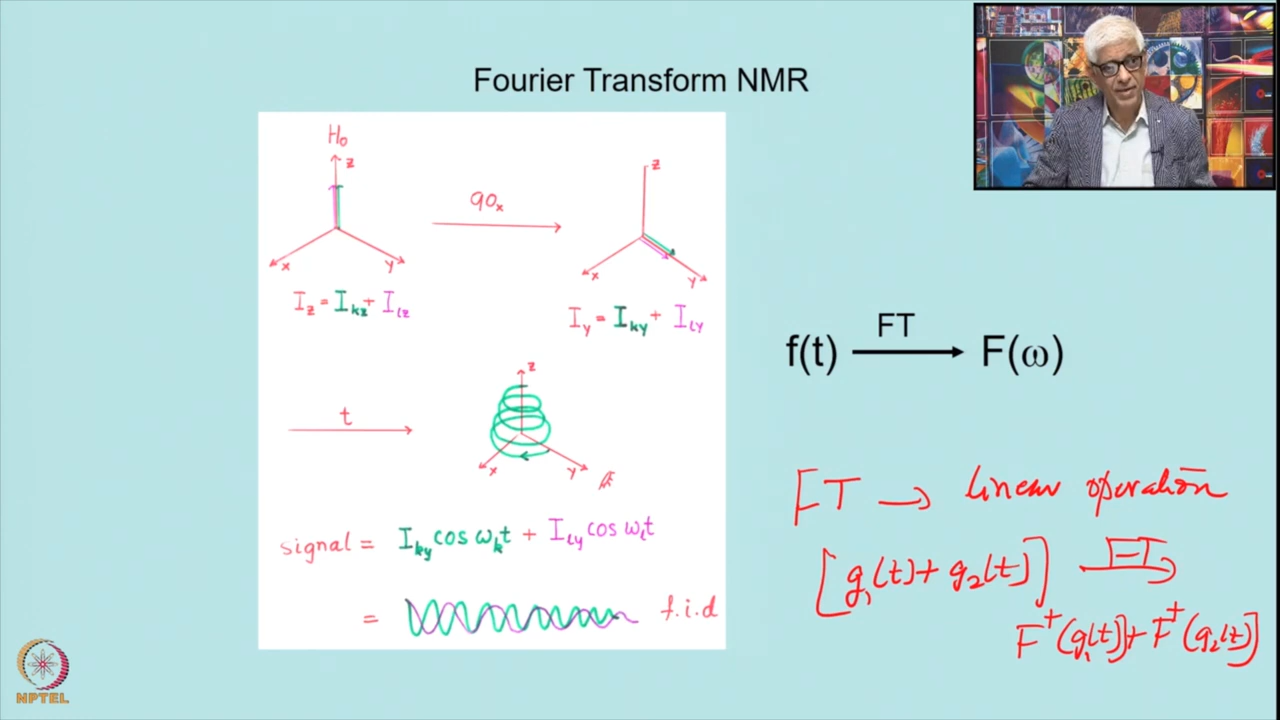 Fourier Transform NMR
H₀
z
x
y
90ₓ
z
x
y
I_z = I_kz + I_lz
I_y = I_ky + I_ly
t
z
x
y
signal = I_ky cos ω_k t + I_ly cos ω_l t
= f.i.d
f(t) FT F(ω)
FT → linear operation
[g₁(t) + g₂(t)] FT →
F⁺(g₁(t)) + F⁺(g₂(t))
NPTEL